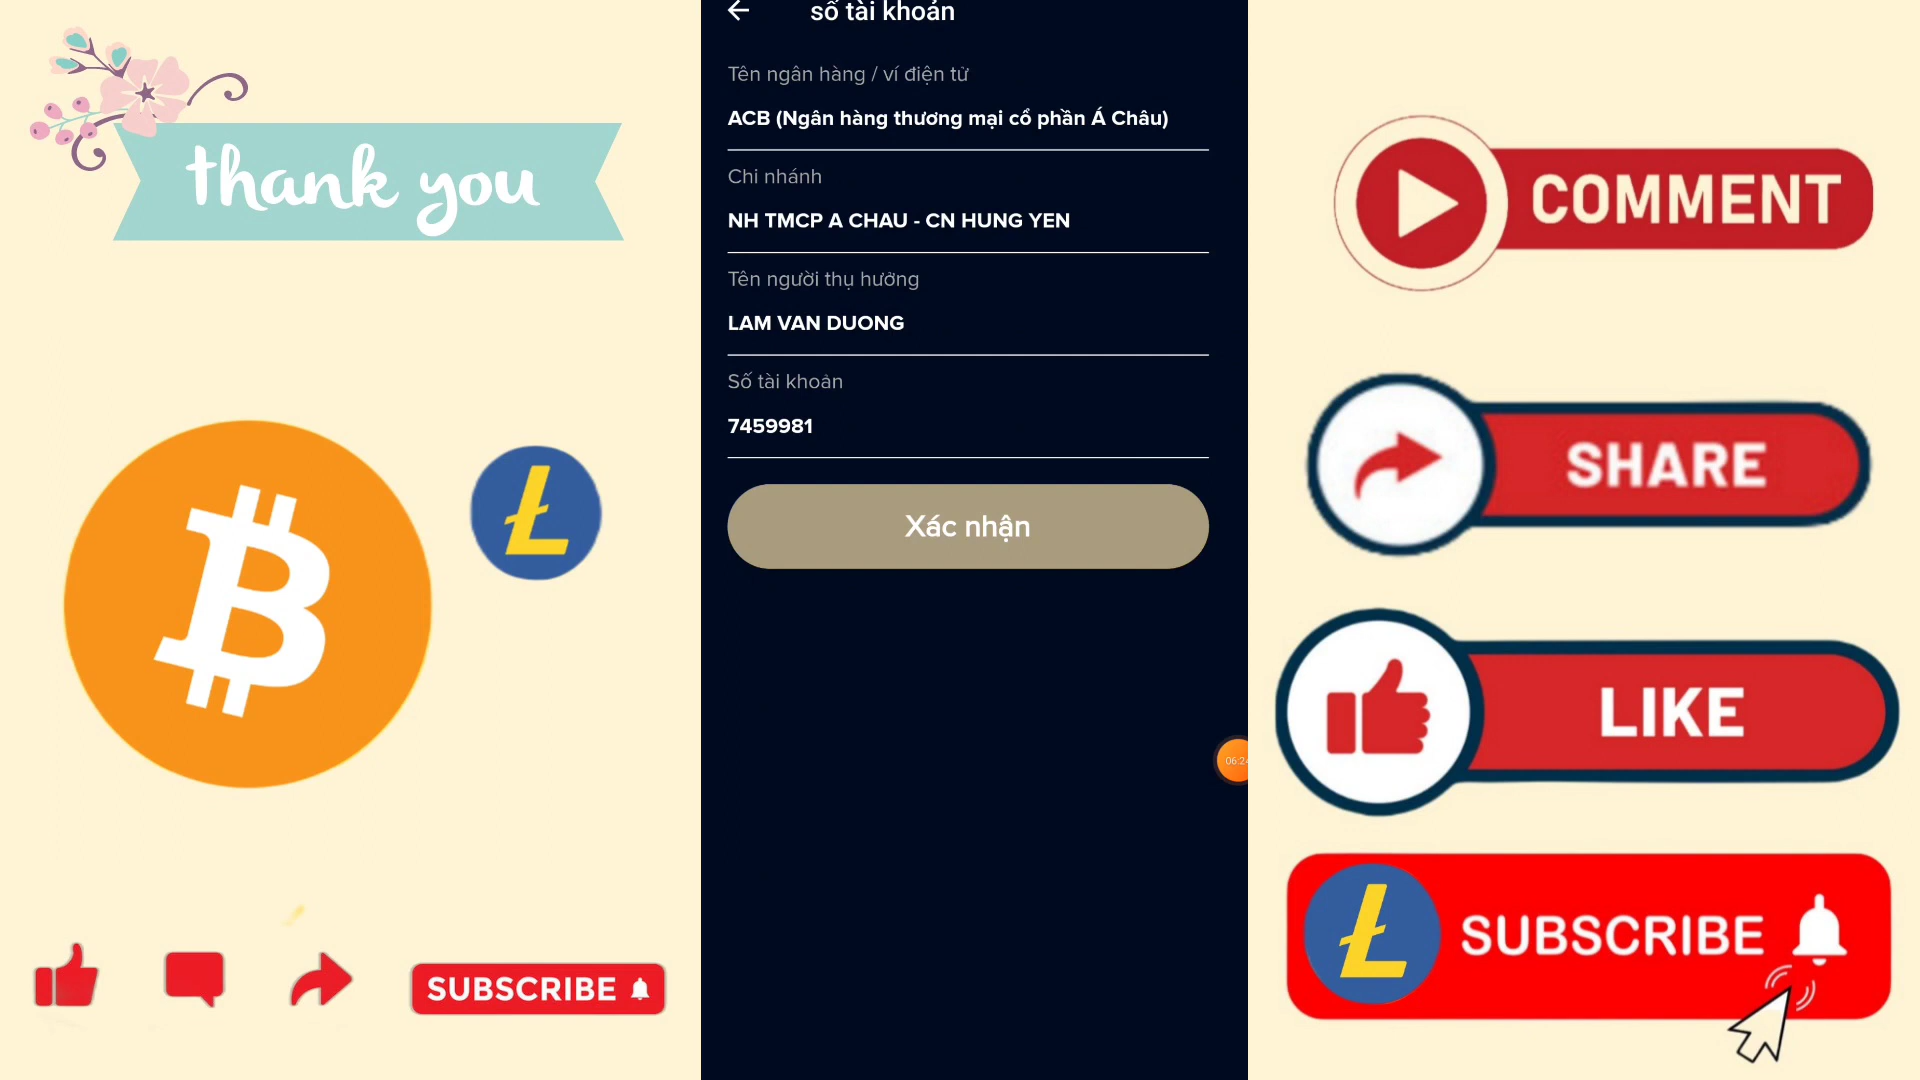 thank you
SUBSCRIBE
số tài khoản
Tên ngân hàng / ví điện tử
ACB (Ngân hàng thương mại cổ phần Á Châu)
Chi nhánh
NH TMCP A CHAU - CN HUNG YEN
Tên người thụ hưởng
LAM VAN DUONG
Số tài khoản
7459981
Xác nhận
06:24
COMMENT
SHARE
LIKE
SUBSCRIBE